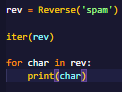 rev = Reverse('spam')
iter(rev)
for char in rev:
    print(char)